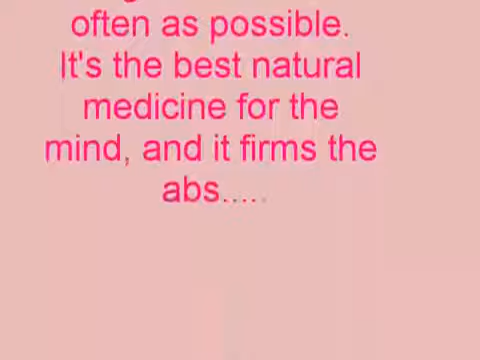 often as possible.
It's the best natural
medicine for the
mind, and it firms the
abs.....